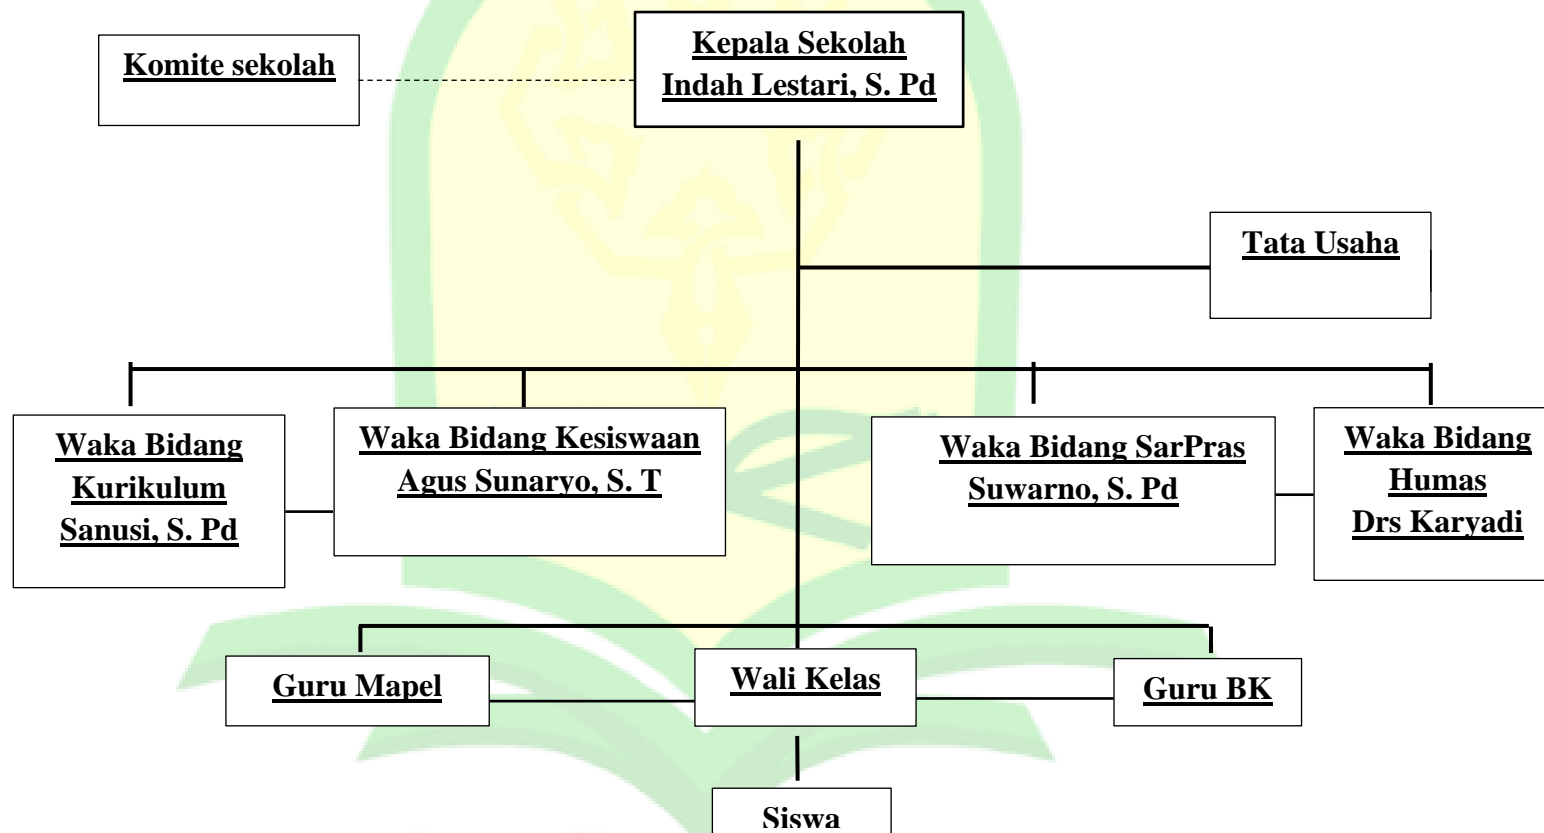 Komite sekolah
Kepala Sekolah
Indah Lestari, S. Pd
Tata Usaha
Waka Bidang
Kurikulum
Sanusi, S. Pd
Waka Bidang Kesiswaan
Agus Sunaryo, S. T
Waka Bidang SarPras
Suwarno, S. Pd
Waka Bidang
Humas
Drs Karyadi
Guru Mapel
Wali Kelas
Guru BK
Siswa